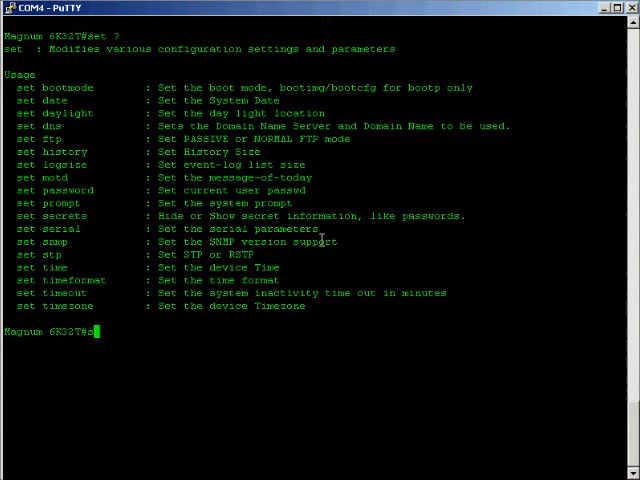 COM4 - PuTTY
Magnum 6K32T#set ?
set : Modifies various configuration settings and parameters
Usage
set bootmode : Set the boot mode, bootimg/bootcfg for bootp only
set date : Set the System Date
set daylight : Set the day light location
set dns : Sets the Domain Name Server and Domain Name to be used.
set ftp : Set PASSIVE or NORMAL FTP mode
set history : Set History Size
set logsize : Set event-log list size
set motd : Set the message-of-today
set password : Set current user passwd
set prompt : Set the system prompt
set secrets : Hide or Show secret information, like passwords.
set serial : Set the serial parameters
set snmp : Set the SNMP version support
set stp : Set STP or RSTP
set time : Set the device Time
set timeformat : Set the time format
set timeout : Set the system inactivity time out in minutes
set timezone : Set the device Timezone
Magnum 6K32T#s